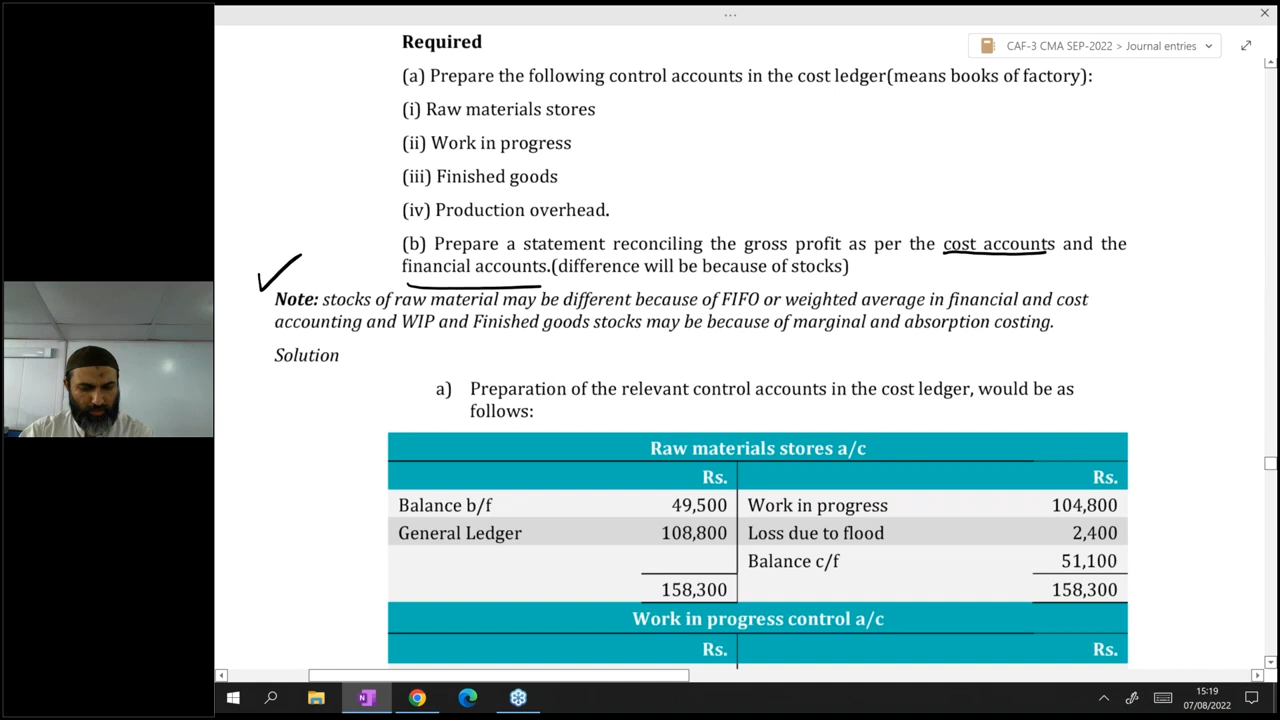 Required
CAF-3 CMA SEP-2022 > Journal entries
(a) Prepare the following control accounts in the cost ledger(means books of factory):
(i) Raw materials stores
(ii) Work in progress
(iii) Finished goods
(iv) Production overhead.
(b) Prepare a statement reconciling the gross profit as per the cost accounts and the
financial accounts.(difference will be because of stocks)
Note: stocks of raw material may be different because of FIFO or weighted average in financial and cost
accounting and WIP and Finished goods stocks may be because of marginal and absorption costing.
Solution
a) Preparation of the relevant control accounts in the cost ledger, would be as
follows:
Raw materials stores a/c
Rs. Rs.
Balance b/f 49,500 Work in progress 104,800
General Ledger 108,800 Loss due to flood 2,400
Balance c/f 51,100
158,300 158,300
Work in progress control a/c
Rs. Rs.
15:19
07/08/2022